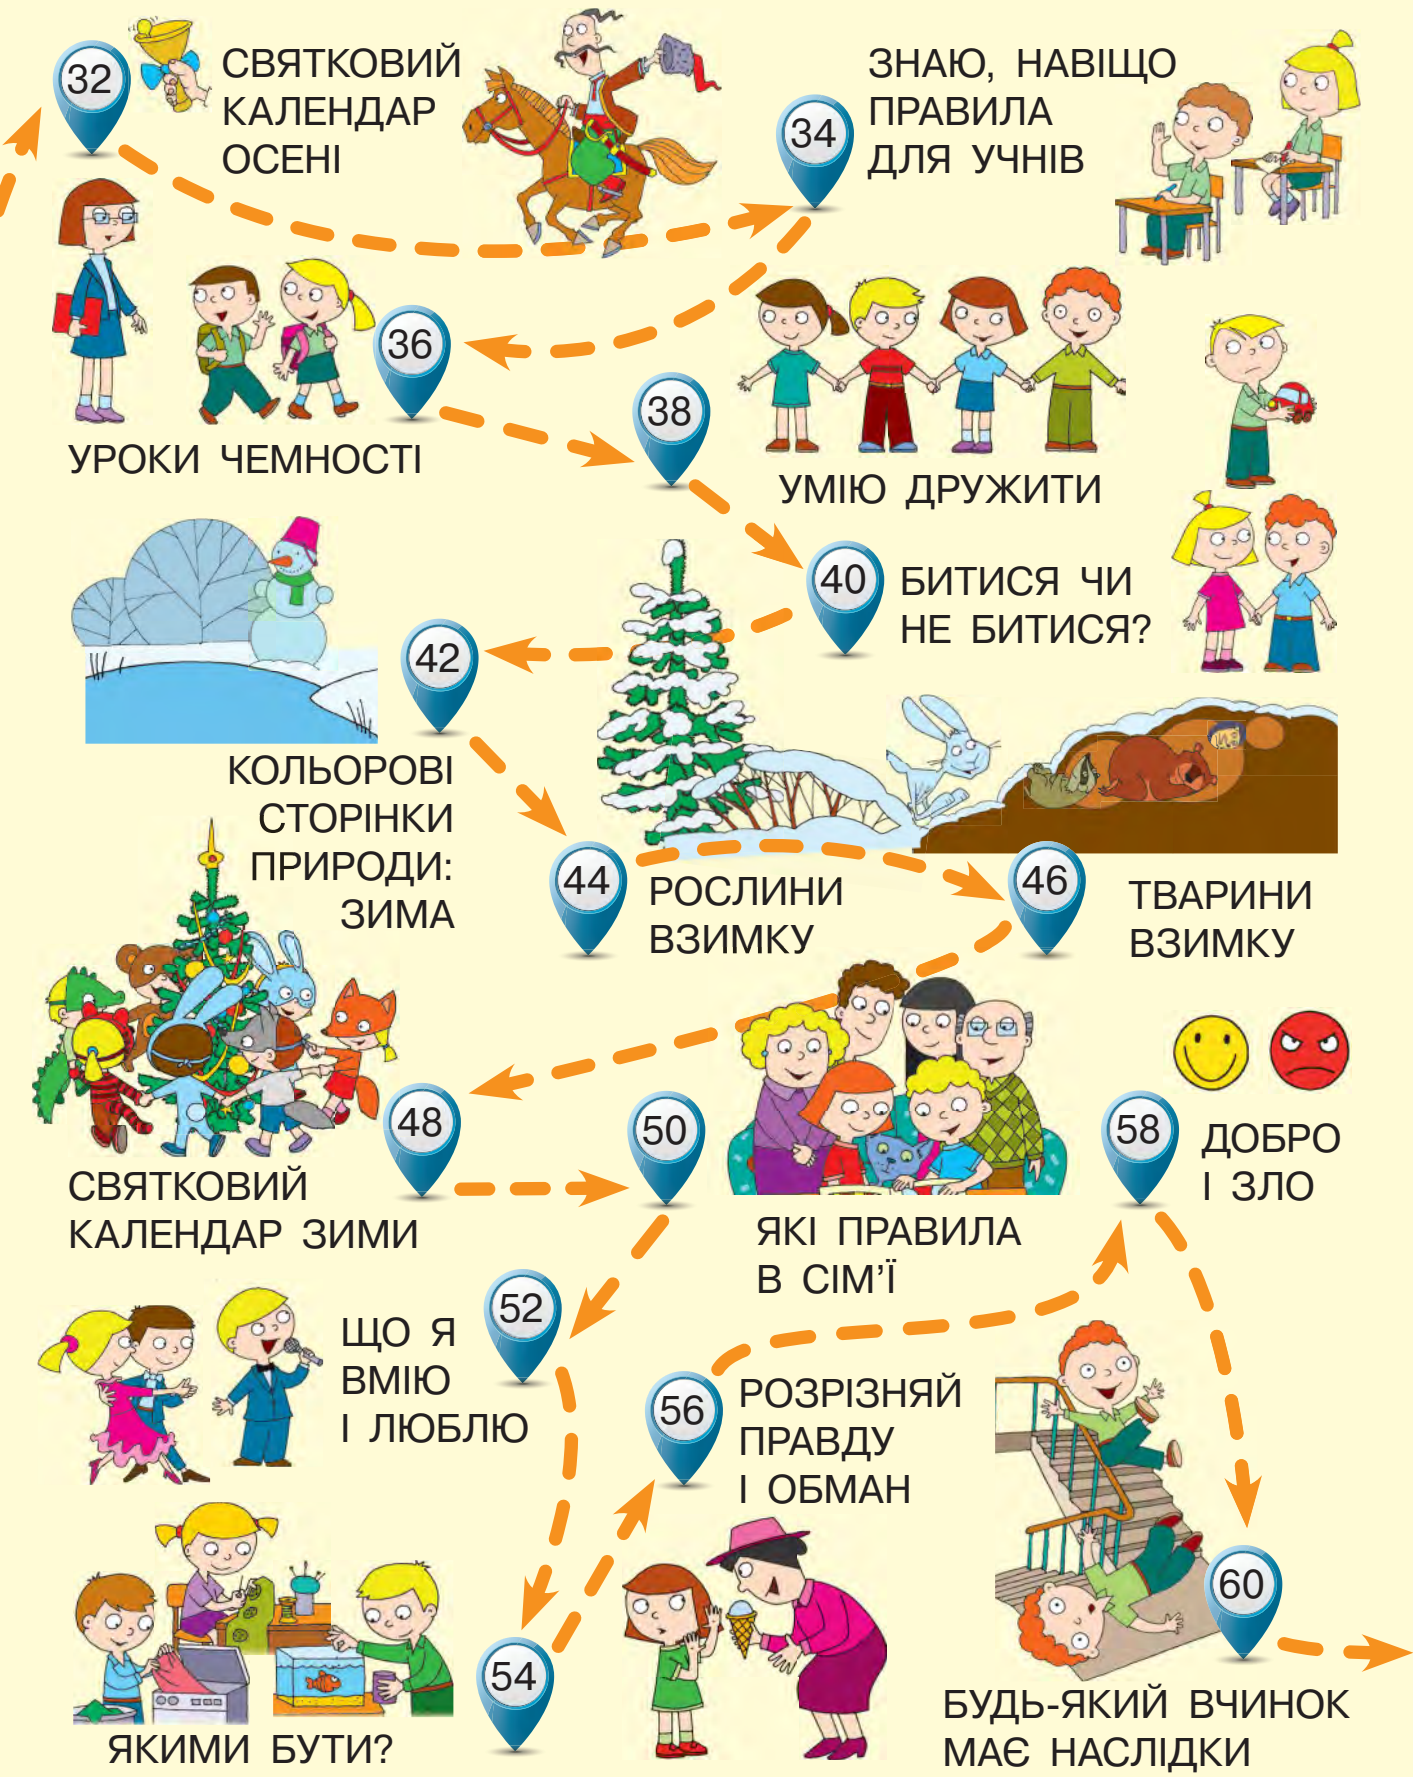 32
СВЯТКОВИЙ
КАЛЕНДАР
ОСЕНІ
34
ЗНАЮ, НАВІЩО
ПРАВИЛА
ДЛЯ УЧНІВ
36
УРОКИ ЧЕМНОСТІ
38
УМІЮ ДРУЖИТИ
40
БИТИСЯ ЧИ
НЕ БИТИСЯ?
42
КОЛЬОРОВІ
СТОРІНКИ
ПРИРОДИ:
ЗИМА
44
РОСЛИНИ
ВЗИМКУ
46
ТВАРИНИ
ВЗИМКУ
48
СВЯТКОВИЙ
КАЛЕНДАР ЗИМИ
50
ЯКІ ПРАВИЛА
В СІМ’Ї
52
ЩО Я
ВМІЮ
І ЛЮБЛЮ
54
ЯКИМИ БУТИ?
56
РОЗРІЗНЯЙ
ПРАВДУ
І ОБМАН
58
ДОБРО
І ЗЛО
60
БУДЬ-ЯКИЙ ВЧИНОК
МАЄ НАСЛІДКИ